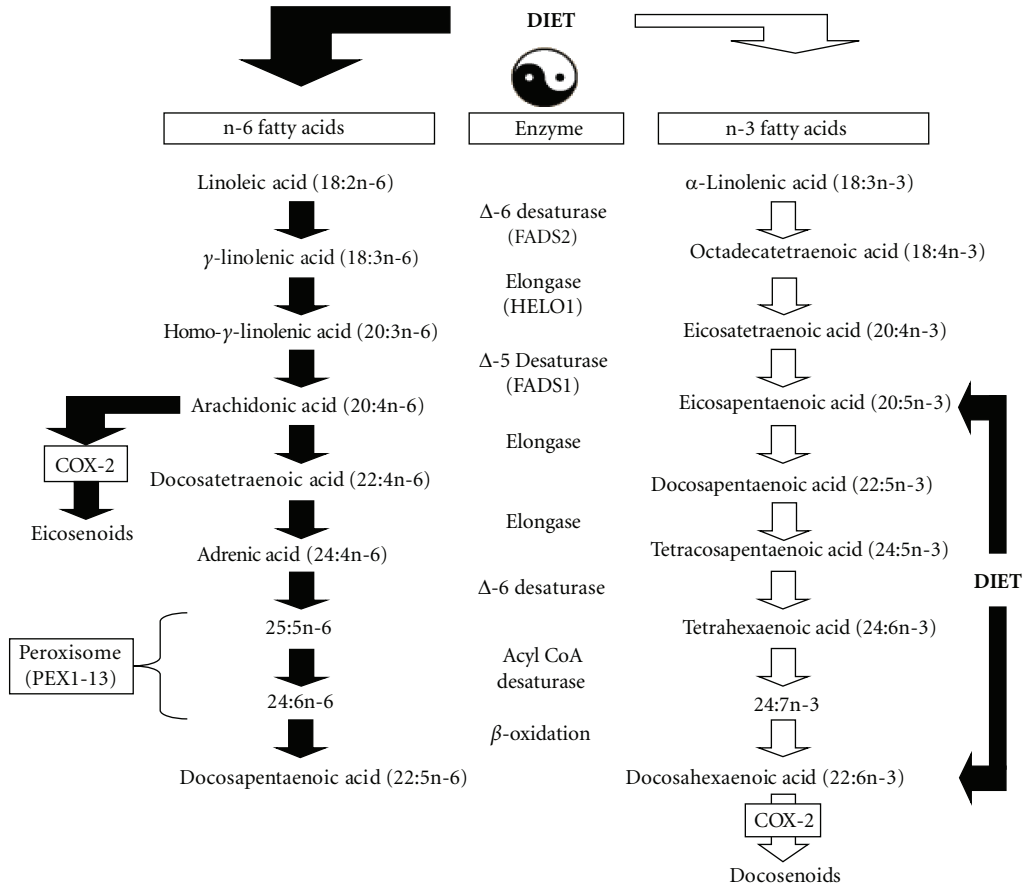 DIET
n-6 fatty acids
Enzyme
n-3 fatty acids
Linoleic acid (18:2n-6)
α-Linolenic acid (18:3n-3)
Δ-6 desaturase
(FADS2)
γ-linolenic acid (18:3n-6)
Octadecatetraenoic acid (18:4n-3)
Elongase
(HELO1)
Homo-γ-linolenic acid (20:3n-6)
Eicosatetraenoic acid (20:4n-3)
Δ-5 Desaturase
(FADS1)
Arachidonic acid (20:4n-6)
Eicosapentaenoic acid (20:5n-3)
COX-2
Elongase
Docosatetraenoic acid (22:4n-6)
Docosapentaenoic acid (22:5n-3)
Eicosenoids
Elongase
Adrenic acid (24:4n-6)
Tetracosapentaenoic acid (24:5n-3)
DIET
Δ-6 desaturase
25:5n-6
Tetrahexaenoic acid (24:6n-3)
Peroxisome
(PEX1-13)
Acyl CoA
desaturase
24:6n-6
24:7n-3
β-oxidation
Docosapentaenoic acid (22:5n-6)
Docosahexaenoic acid (22:6n-3)
COX-2
Docosenoids